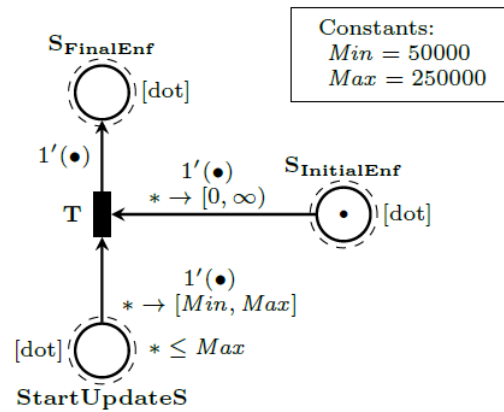 Constants:
Min = 50000
Max = 250000
S_FinalEnf
[dot]
1′(•)
1′(•)
∗ → [0, ∞)
S_InitialEnf
T
[dot]
1′(•)
∗ → [Min, Max]
[dot]
∗ ≤ Max
StartUpdateS